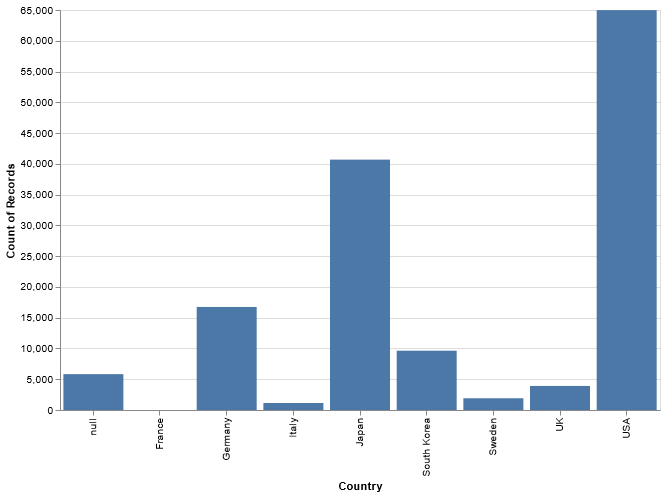 65,000
60,000
55,000
50,000
45,000
40,000
35,000
30,000
25,000
20,000
15,000
10,000
5,000
0
Count of Records
null
France
Germany
Italy
Japan
South Korea
Sweden
UK
USA
Country